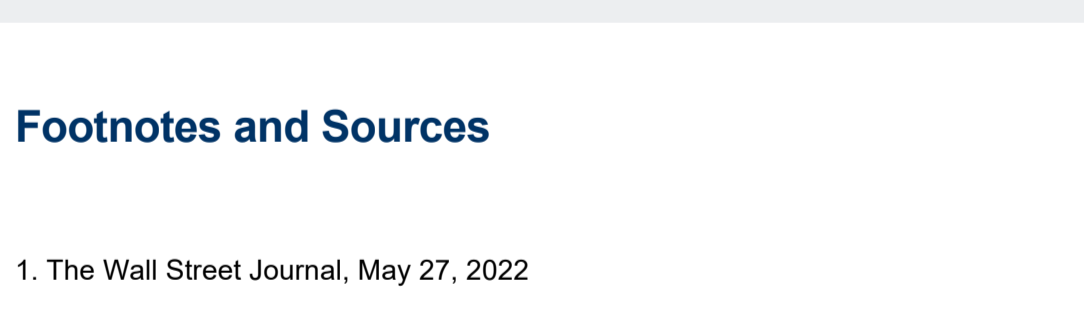 Footnotes and Sources
1. The Wall Street Journal, May 27, 2022